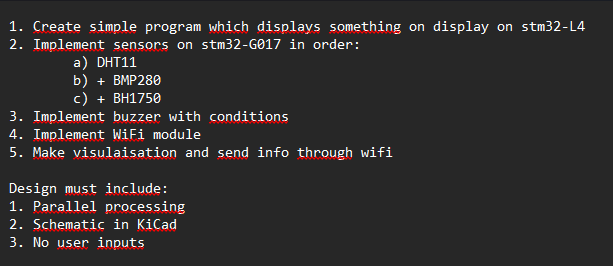 1. Create simple program which displays something on display on stm32-L4
2. Implement sensors on stm32-G017 in order:
a) DHT11
b) + BMP280
c) + BH1750
3. Implement buzzer with conditions
4. Implement WiFi module
5. Make visulaisation and send info through wifi
Design must include:
1. Parallel processing
2. Schematic in KiCad
3. No user inputs